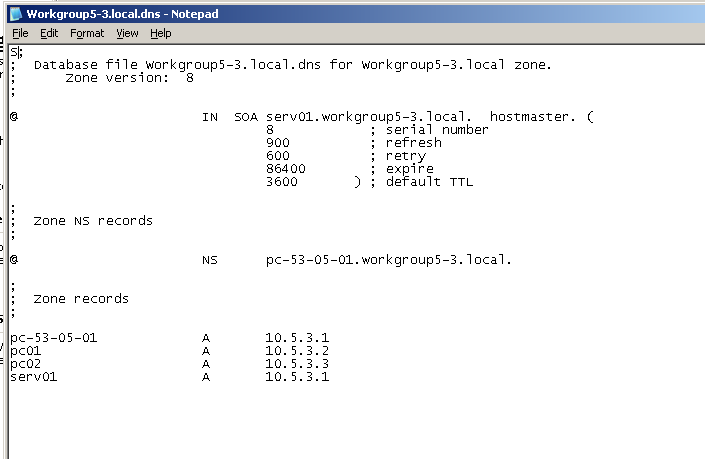 Workgroup5-3.local.dns - Notepad
File Edit Format View Help
S;
;  Database file Workgroup5-3.local.dns for Workgroup5-3.local zone.
;      Zone version:  8
;
@                       IN  SOA serv01.workgroup5-3.local.  hostmaster. (
                                8            ; serial number
                                900          ; refresh
                                600          ; retry
                                86400        ; expire
                                3600       ) ; default TTL
;
;  Zone NS records
;
@                       NS      pc-53-05-01.workgroup5-3.local.
;
;  Zone records
;
pc-53-05-01             A       10.5.3.1
pc01                    A       10.5.3.2
pc02                    A       10.5.3.3
serv01                  A       10.5.3.1